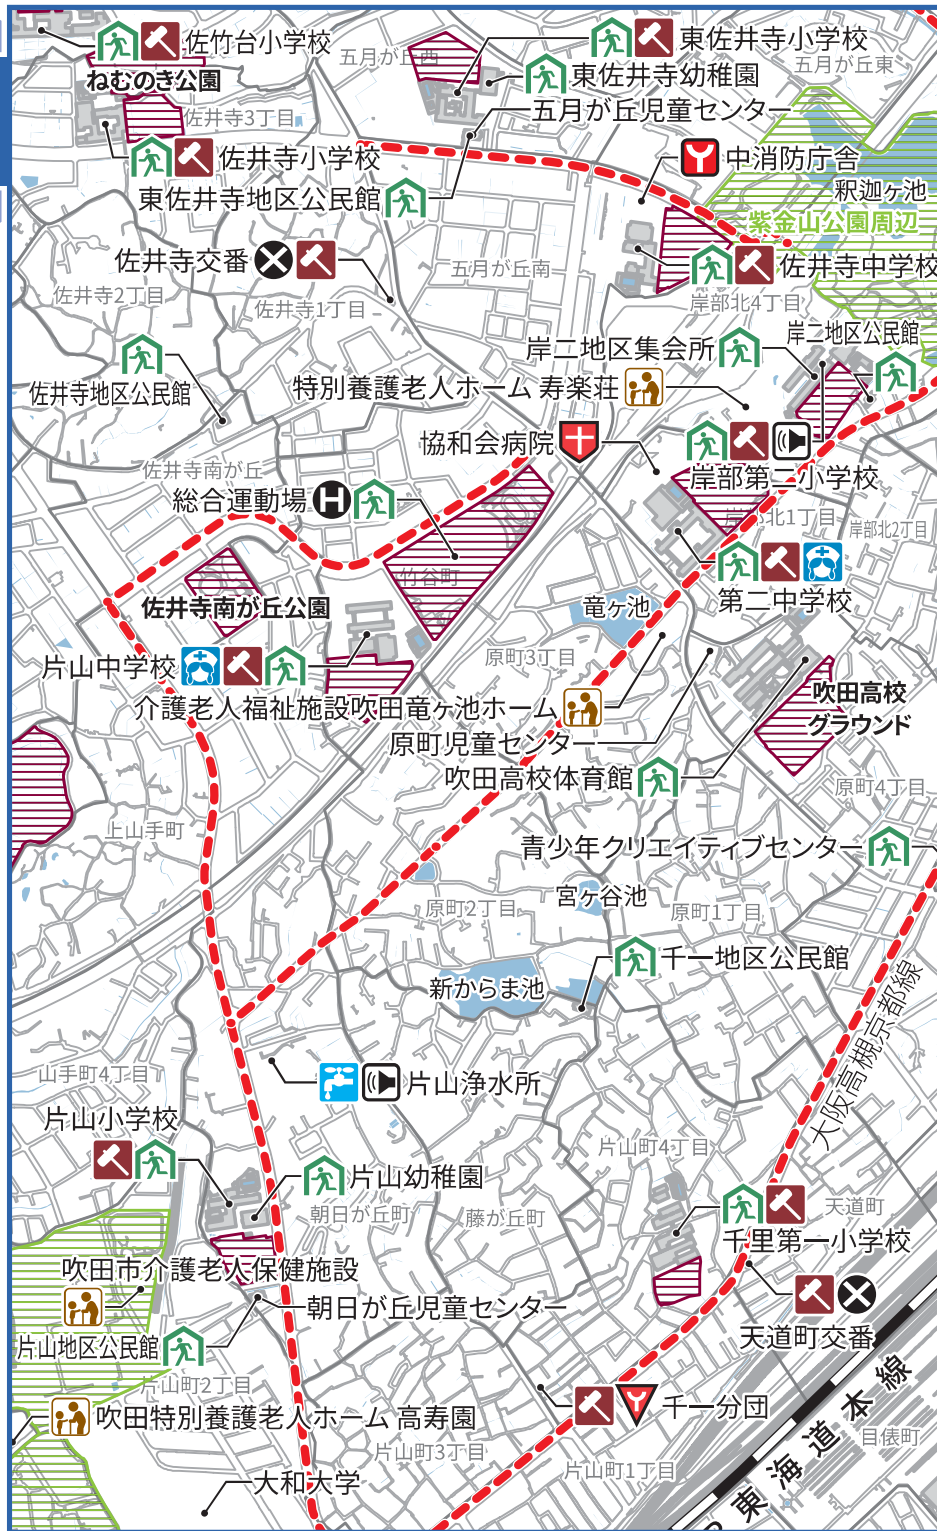 佐竹台小学校
東佐井寺小学校
五月が丘西
五月が丘東
ねむのき公園
東佐井寺幼稚園
佐井寺3丁目
五月が丘児童センター
佐井寺小学校
中消防庁舎
東佐井寺地区公民館
釈迦ヶ池
紫金山公園周辺
佐井寺交番
五月が丘南
佐井寺中学校
佐井寺2丁目
佐井寺1丁目
岸部北4丁目
岸二地区公民館
岸二地区集会所
佐井寺地区公民館
特別養護老人ホーム 寿楽荘
協和会病院
佐井寺南が丘
岸部第二小学校
総合運動場
H
岸部北1丁目
岸部北2丁目
竹谷町
第二中学校
佐井寺南が丘公園
竜ヶ池
片山中学校
原町3丁目
吹田高校
グラウンド
介護老人福祉施設吹田竜ヶ池ホーム
原町児童センター
吹田高校体育館
原町4丁目
上山手町
青少年クリエイティブセンター
宮ヶ谷池
原町2丁目
原町1丁目
千一地区公民館
新からま池
大阪高槻京都線
山手町4丁目
片山浄水所
片山小学校
片山町4丁目
片山幼稚園
朝日が丘町
藤が丘町
天道町
千里第一小学校
吹田市介護老人保健施設
朝日が丘児童センター
天道町交番
片山地区公民館
片山町2丁目
千一分団
吹田特別養護老人ホーム 高寿園
片山町3丁目
目俵町
片山町1丁目
大和大学
JR東海道本線